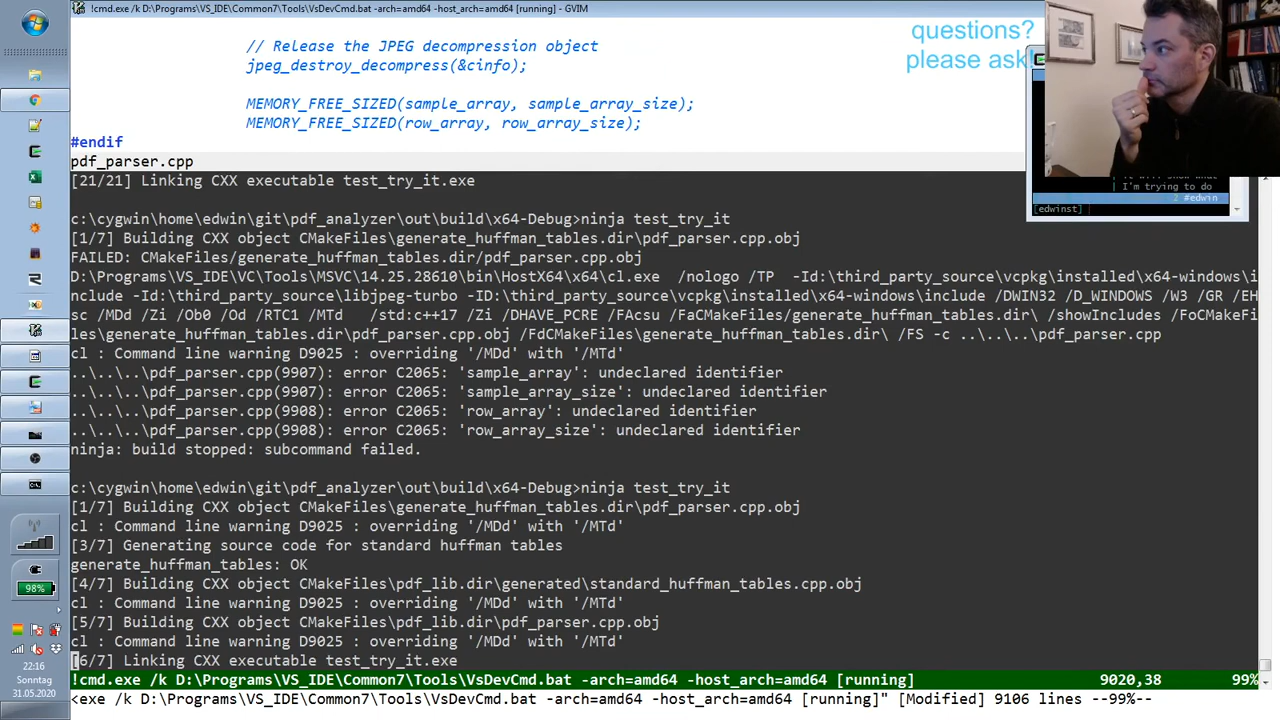 !cmd.exe /k D:\Programs\VS_IDE\Common7\Tools\VsDevCmd.bat -arch=amd64 -host_arch=amd64 [running] - GVIM
questions?
please ask!
// Release the JPEG decompression object
jpeg_destroy_decompress(&cinfo);
MEMORY_FREE_SIZED(sample_array, sample_array_size);
MEMORY_FREE_SIZED(row_array, row_array_size);
#endif
pdf_parser.cpp
I'm trying to do
2 #edwin
[edwinst]
[21/21] Linking CXX executable test_try_it.exe
c:\cygwin\home\edwin\git\pdf_analyzer\out\build\x64-Debug>ninja test_try_it
[1/7] Building CXX object CMakeFiles\generate_huffman_tables.dir\pdf_parser.cpp.obj
FAILED: CMakeFiles/generate_huffman_tables.dir/pdf_parser.cpp.obj
D:\Programs\VS_IDE\VC\Tools\MSVC\14.25.28610\bin\HostX64\x64\cl.exe  /nologo /TP  -Id:\third_party_source\vcpkg\installed\x64-windows\i
nclude -Id:\third_party_source\libjpeg-turbo -ID:\third_party_source\vcpkg\installed\x64-windows\include /DWIN32 /D_WINDOWS /W3 /GR /EH
sc /MDd /Zi /Ob0 /Od /RTC1 /MTd   /std:c++17 /Zi /DHAVE_PCRE /FAcsu /FaCMakeFiles/generate_huffman_tables.dir\ /showIncludes /FoCMakeFi
les\generate_huffman_tables.dir\pdf_parser.cpp.obj /FdCMakeFiles\generate_huffman_tables.dir\ /FS -c ..\..\..\pdf_parser.cpp
cl : Command line warning D9025 : overriding '/MDd' with '/MTd'
..\..\..\pdf_parser.cpp(9907): error C2065: 'sample_array': undeclared identifier
..\..\..\pdf_parser.cpp(9907): error C2065: 'sample_array_size': undeclared identifier
..\..\..\pdf_parser.cpp(9908): error C2065: 'row_array': undeclared identifier
..\..\..\pdf_parser.cpp(9908): error C2065: 'row_array_size': undeclared identifier
ninja: build stopped: subcommand failed.
c:\cygwin\home\edwin\git\pdf_analyzer\out\build\x64-Debug>ninja test_try_it
[1/7] Building CXX object CMakeFiles\generate_huffman_tables.dir\pdf_parser.cpp.obj
cl : Command line warning D9025 : overriding '/MDd' with '/MTd'
[3/7] Generating source code for standard huffman tables
generate_huffman_tables: OK
[4/7] Building CXX object CMakeFiles\pdf_lib.dir\generated\standard_huffman_tables.cpp.obj
cl : Command line warning D9025 : overriding '/MDd' with '/MTd'
[5/7] Building CXX object CMakeFiles\pdf_lib.dir\pdf_parser.cpp.obj
cl : Command line warning D9025 : overriding '/MDd' with '/MTd'
[6/7] Linking CXX executable test_try_it.exe
!cmd.exe /k D:\Programs\VS_IDE\Common7\Tools\VsDevCmd.bat -arch=amd64 -host_arch=amd64 [running] 9020,38 99%
<exe /k D:\Programs\VS_IDE\Common7\Tools\VsDevCmd.bat -arch=amd64 -host_arch=amd64 [running]" [Modified] 9106 lines --99%--
98%
22:16
Sonntag
31.05.2020